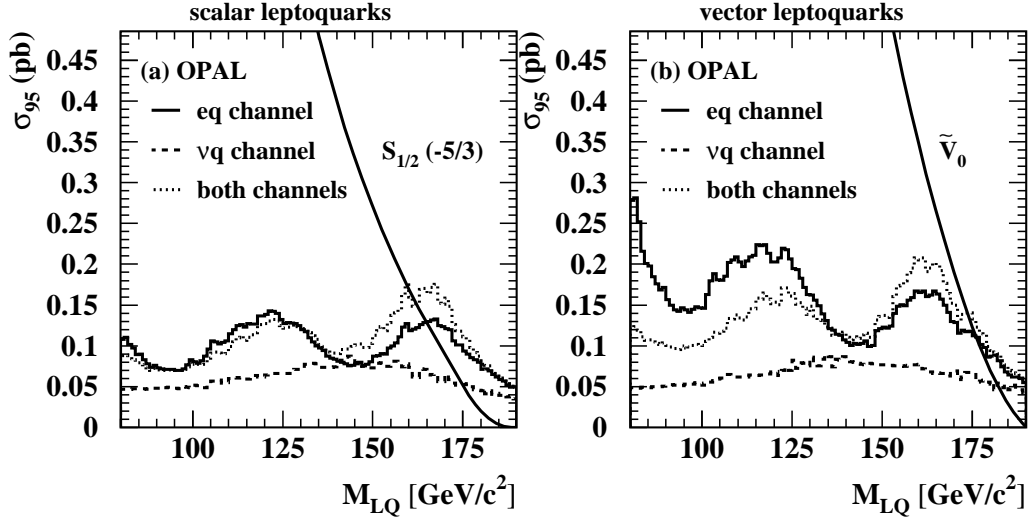 scalar leptoquarks
σ95 (pb)
0.45
0.4
0.35
0.3
0.25
0.2
0.15
0.1
0.05
0
(a) OPAL
eq channel
νq channel
both channels
S1/2 (-5/3)
100 125 150 175
MLQ [GeV/c²]
vector leptoquarks
σ95 (pb)
0.45
0.4
0.35
0.3
0.25
0.2
0.15
0.1
0.05
0
(b) OPAL
eq channel
νq channel
both channels
Ṽ0
100 125 150 175
MLQ [GeV/c²]